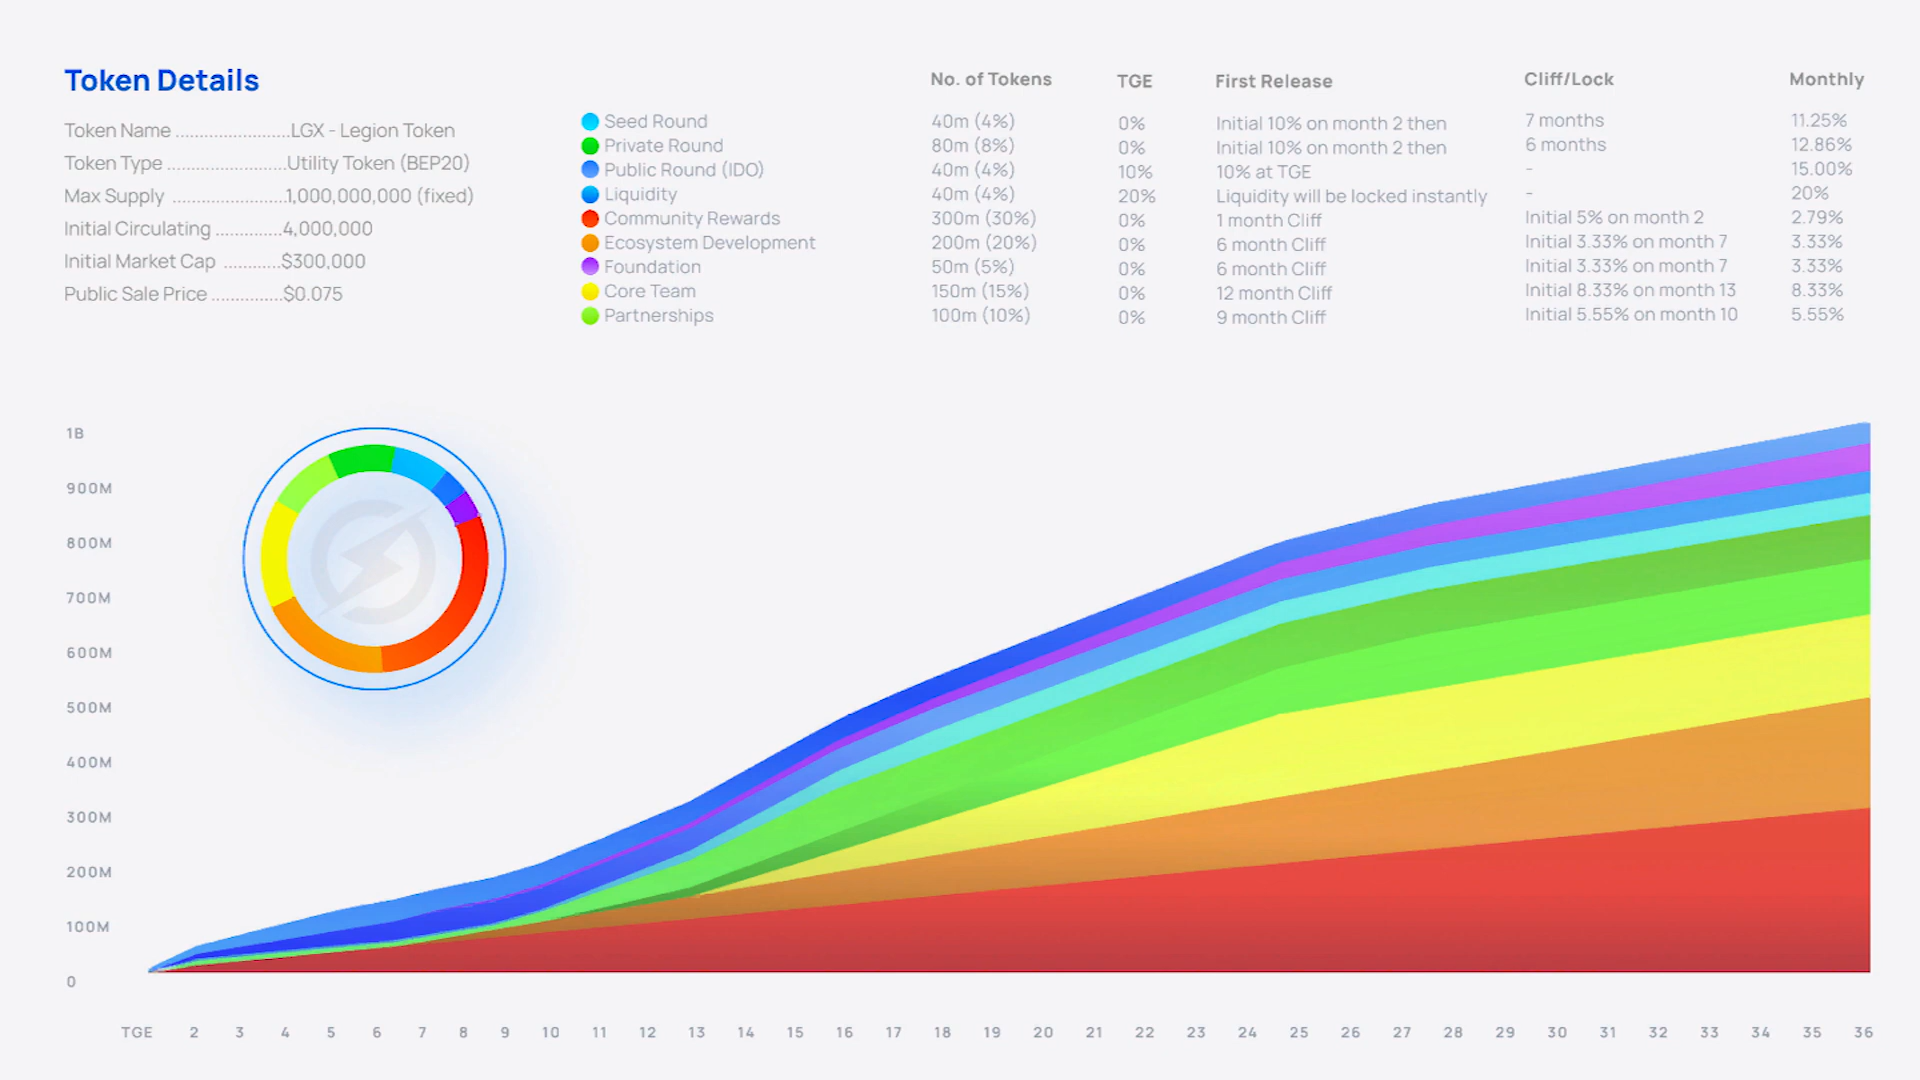 Token Details
Token Name ......................LGX - Legion Token
Token Type .......................Utility Token (BEP20)
Max Supply ......................1,000,000,000 (fixed)
Initial Circulating .............4,000,000
Initial Market Cap ...........$300,000
Public Sale Price ..............$0.075
No. of Tokens TGE First Release Cliff/Lock Monthly
Seed Round 40m (4%) 0% Initial 10% on month 2 then 7 months 11.25%
Private Round 80m (8%) 0% Initial 10% on month 2 then 6 months 12.86%
Public Round (IDO) 40m (4%) 10% 10% at TGE - 15.00%
Liquidity 40m (4%) 20% Liquidity will be locked instantly - 20%
Community Rewards 300m (30%) 0% 1 month Cliff Initial 5% on month 2 2.79%
Ecosystem Development 200m (20%) 0% 6 month Cliff Initial 3.33% on month 7 3.33%
Foundation 50m (5%) 0% 6 month Cliff Initial 3.33% on month 7 3.33%
Core Team 150m (15%) 0% 12 month Cliff Initial 8.33% on month 13 8.33%
Partnerships 100m (10%) 0% 9 month Cliff Initial 5.55% on month 10 5.55%
1B
900M
800M
700M
600M
500M
400M
300M
200M
100M
0
TGE 2 3 4 5 6 7 8 9 10 11 12 13 14 15 16 17 18 19 20 21 22 23 24 25 26 27 28 29 30 31 32 33 34 35 36